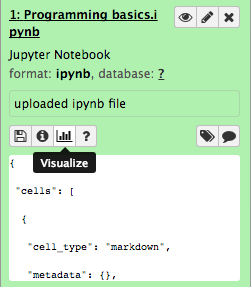 1: Programming basics.i
pynb
Jupyter Notebook
format: ipynb, database: ?
uploaded ipynb file
?
Visualize
{
"cells": [
{
"cell_type": "markdown",
"metadata": {},